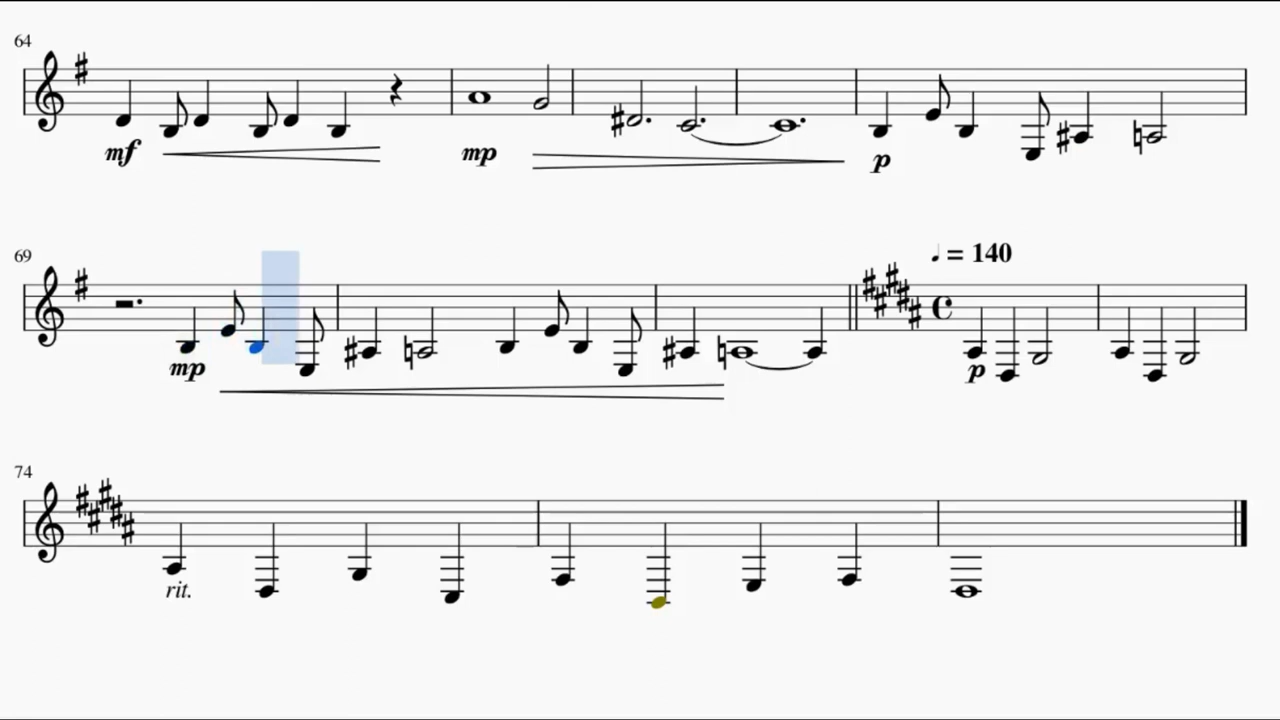 64
mf mp p
69
♩ = 140
mp p
74
rit.